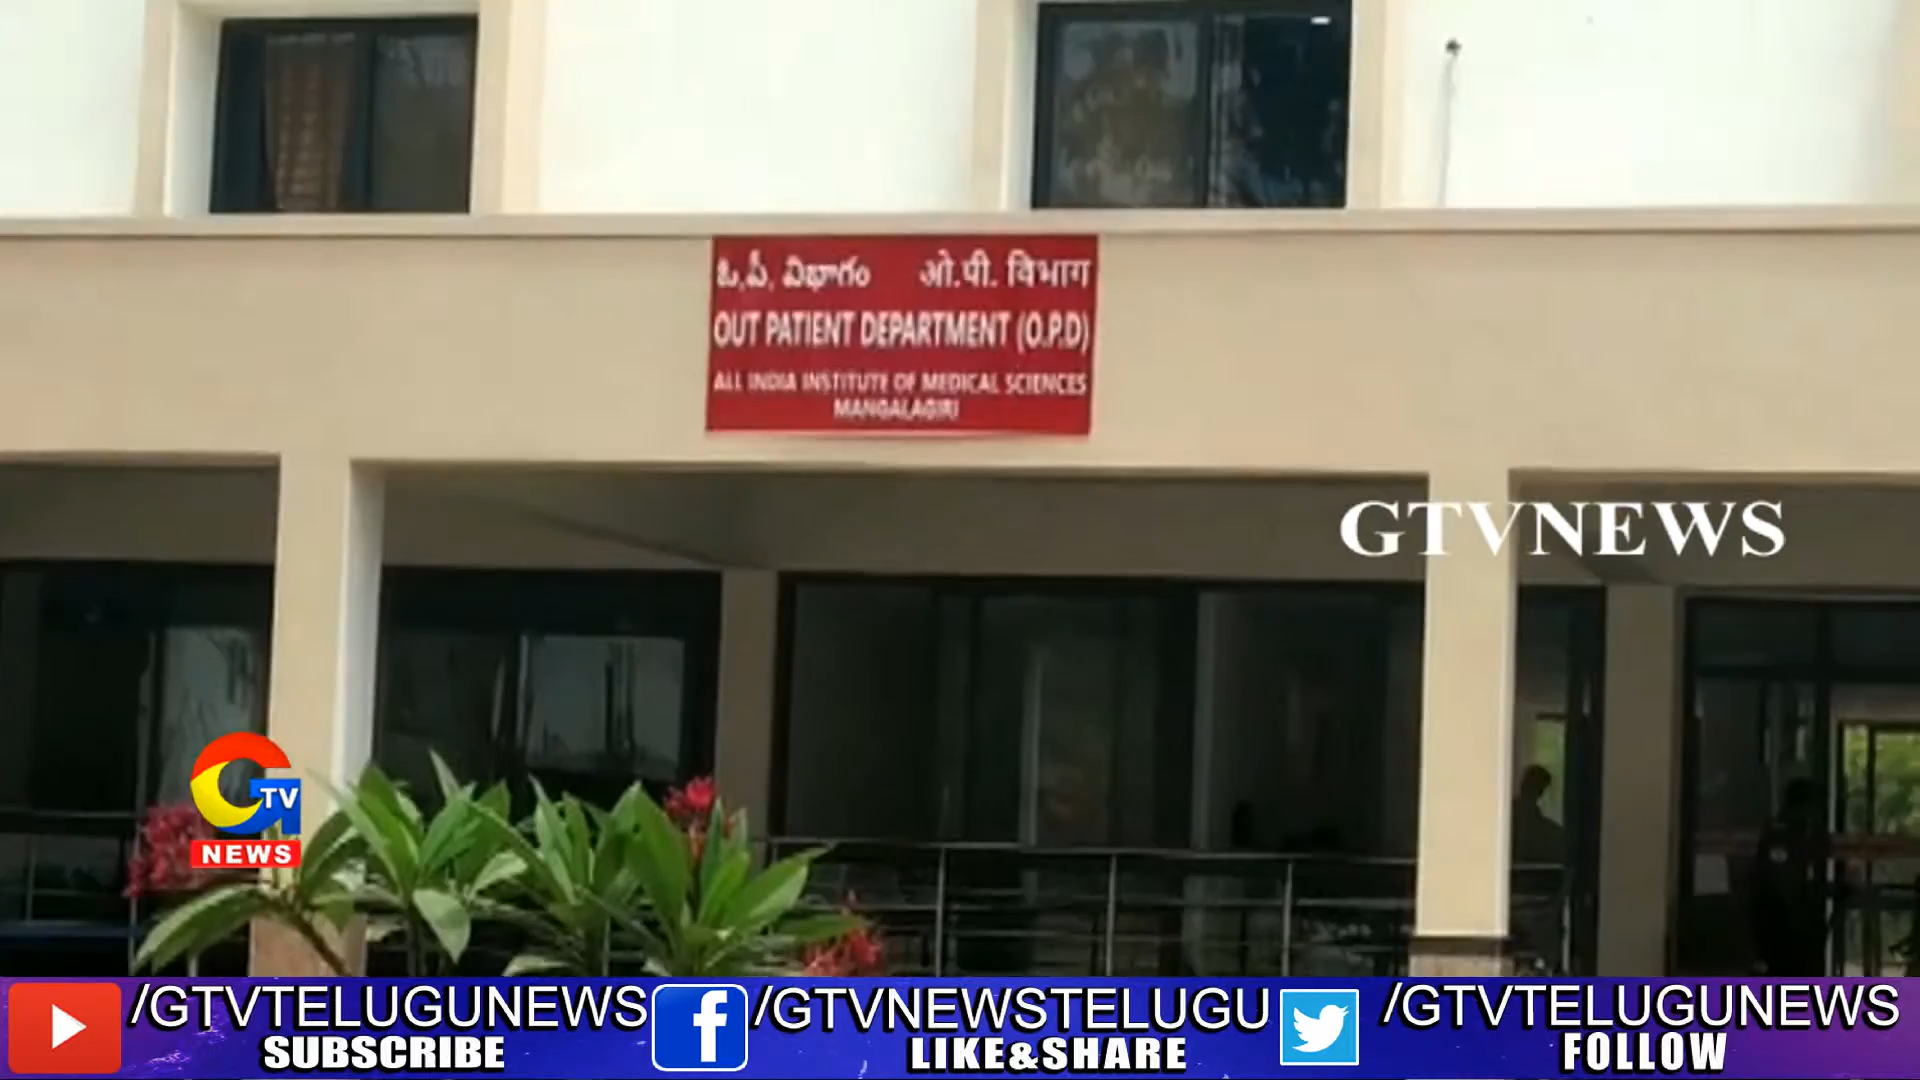 ఓ.పీ. విభాగం ओ.पी. विभाग
OUT PATIENT DEPARTMENT (O.P.D)
ALL INDIA INSTITUTE OF MEDICAL SCIENCES
MANGALAGIRI
GTVNEWS
GTV
NEWS
/GTVTELUGUNEWS
SUBSCRIBE
/GTVNEWSTELUGU
LIKE&SHARE
/GTVTELUGUNEWS
FOLLOW